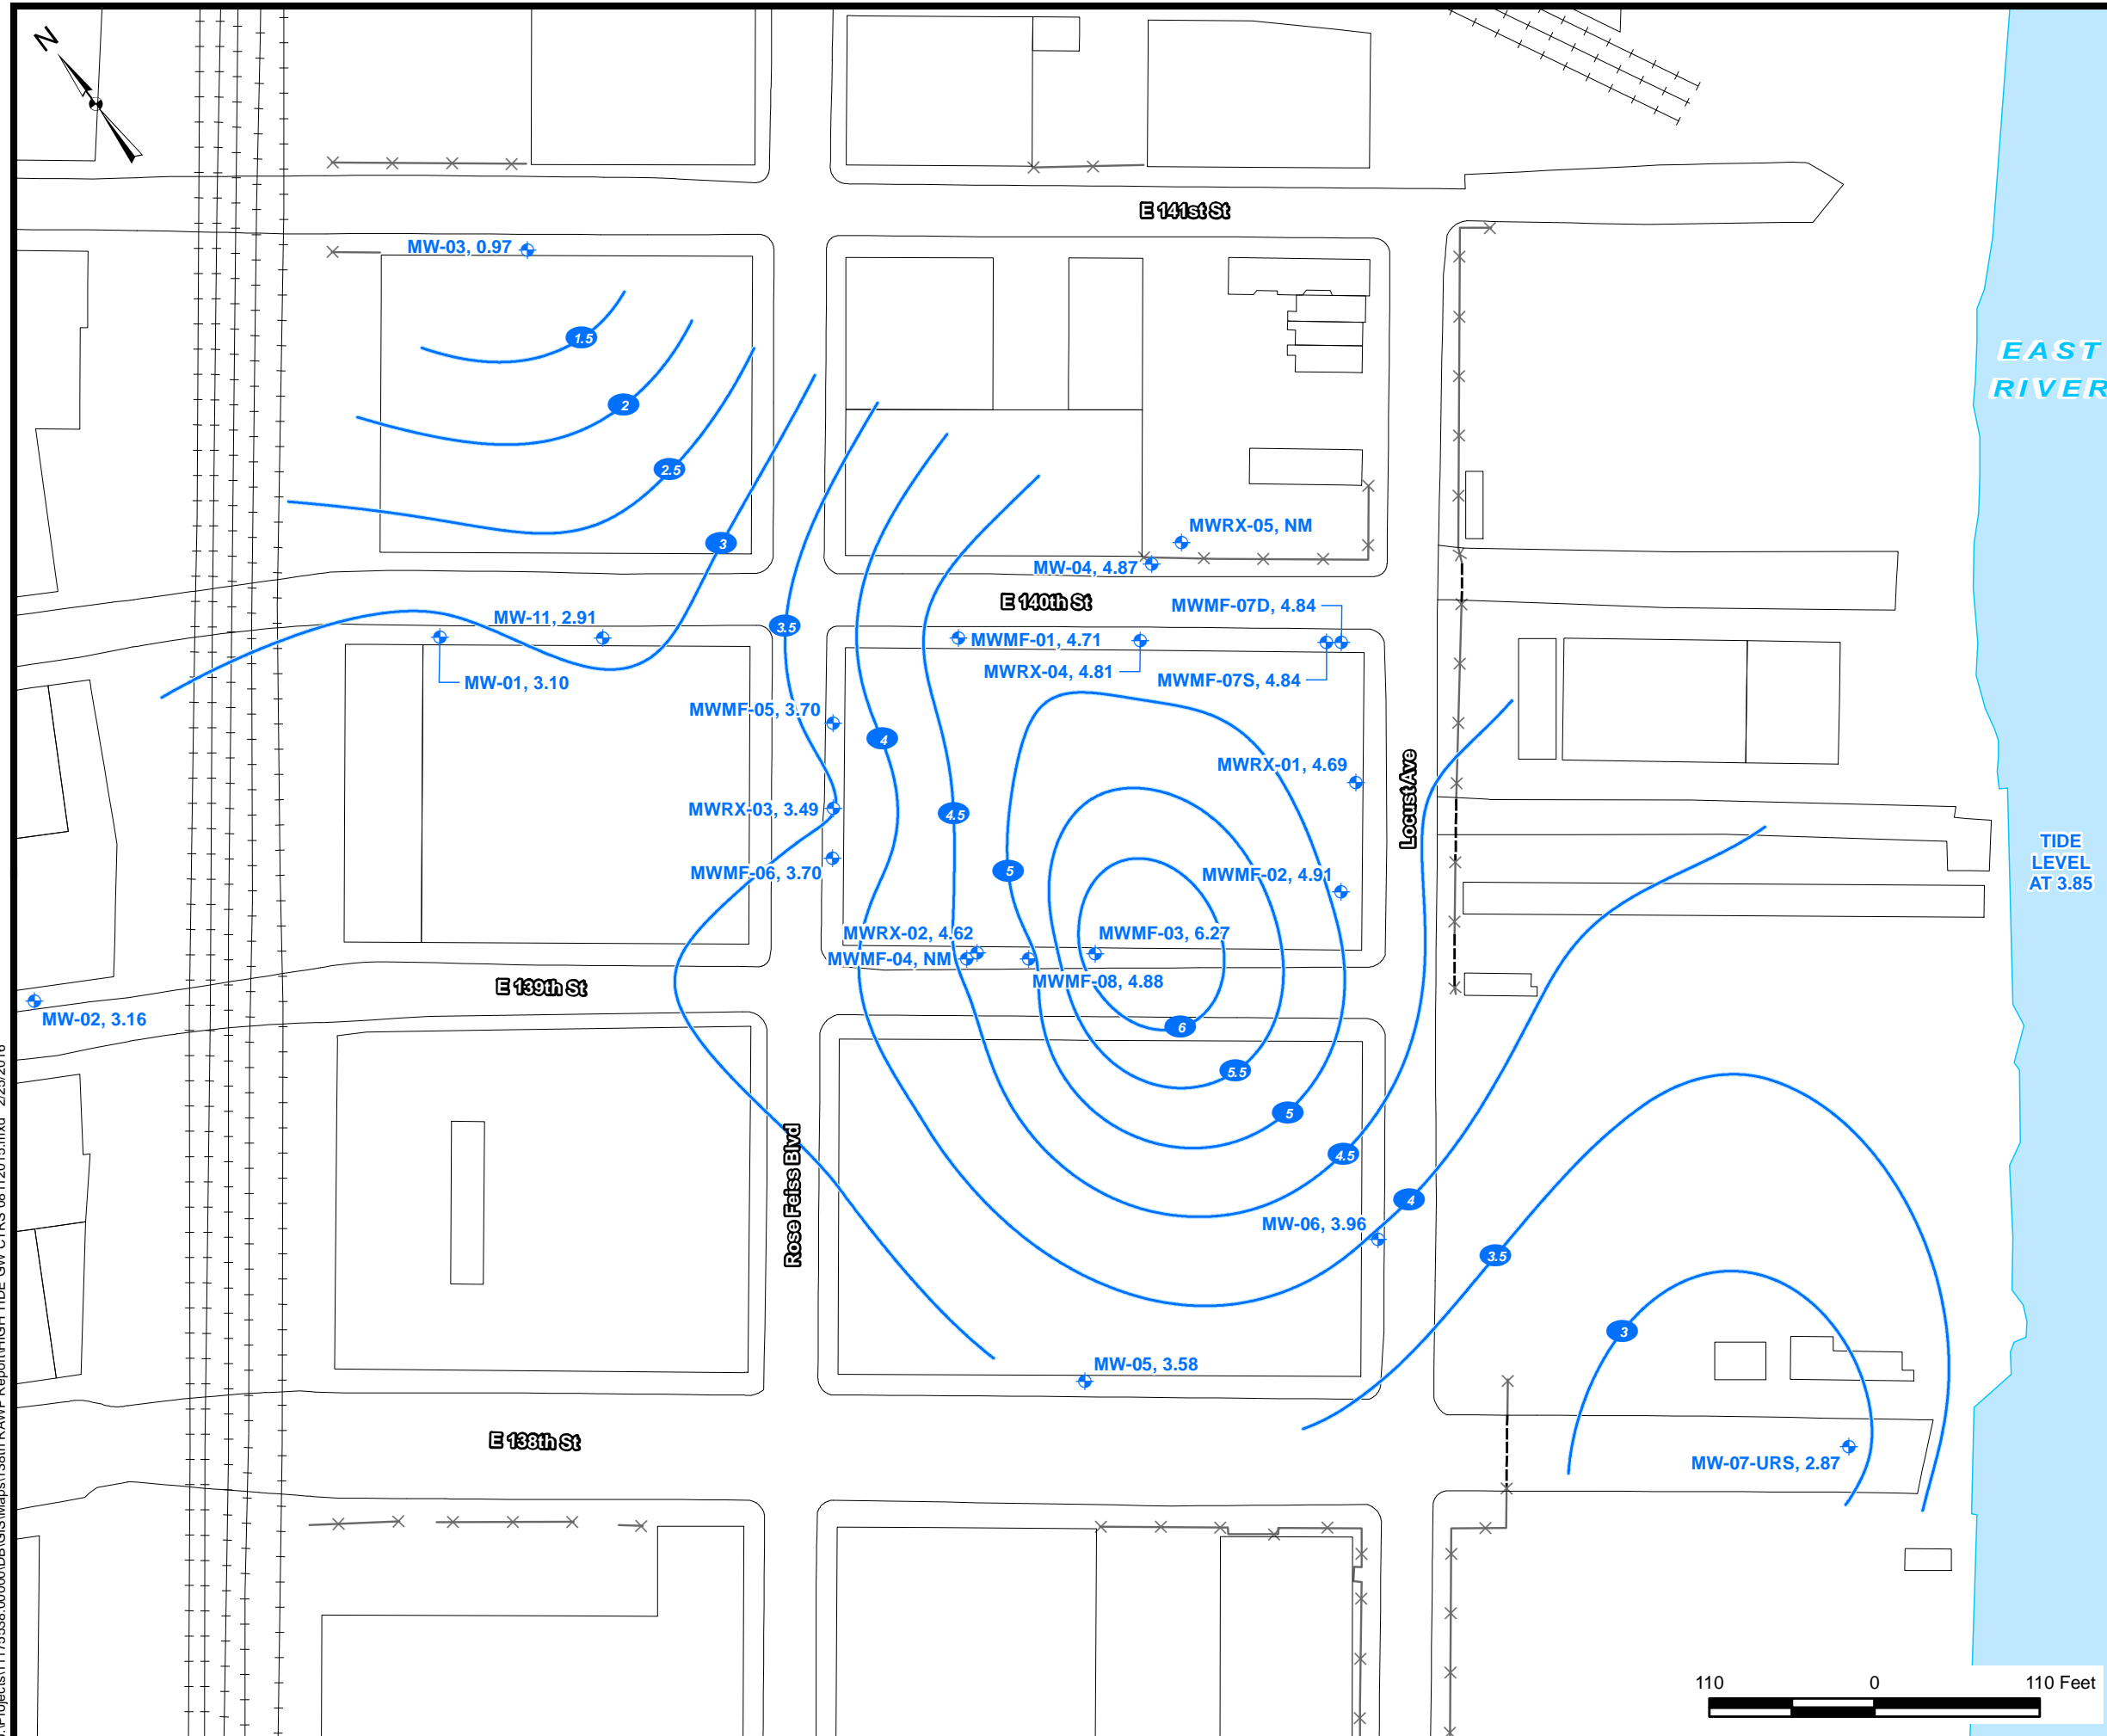 N
E 141st St
MW-03, 0.97
1.5
EAST
RIVER
2
2.5
MWRX-05, NM
3
MW-04, 4.87
E 140th St
MWMF-07D, 4.84
MW-11, 2.91
3.5
MWMF-01, 4.71
MWRX-04, 4.81
MWMF-07S, 4.84
MW-01, 3.10
MWMF-05, 3.70
4
MWRX-01, 4.69
Locust Ave
MWRX-03, 3.49
4.5
TIDE
LEVEL
AT 3.85
MWMF-06, 3.70
5
MWMF-02, 4.91
MWRX-02, 4.62
MWMF-03, 6.27
MWMF-04, NM
MWMF-08, 4.88
E 139th St
MW-02, 3.16
6
5.5
5
Rose Feiss Blvd
4.5
4
MW-06, 3.96
3.5
3
MW-05, 3.58
E 138th St
MW-07-URS, 2.87
110 0 110 Feet